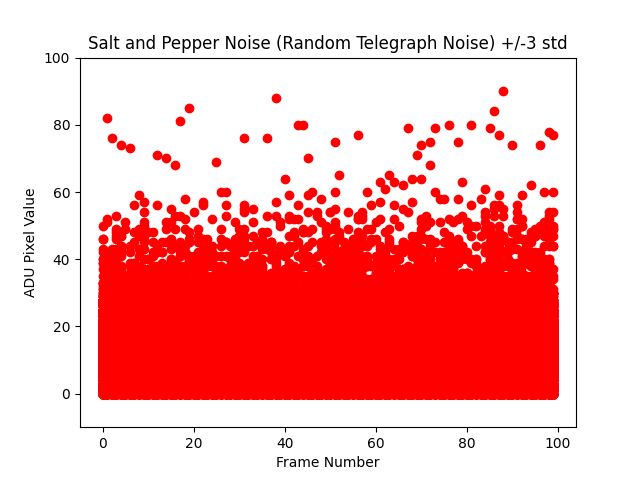 Salt and Pepper Noise (Random Telegraph Noise) +/-3 std
100
80
60
40
20
0
ADU Pixel Value
0 20 40 60 80 100
Frame Number